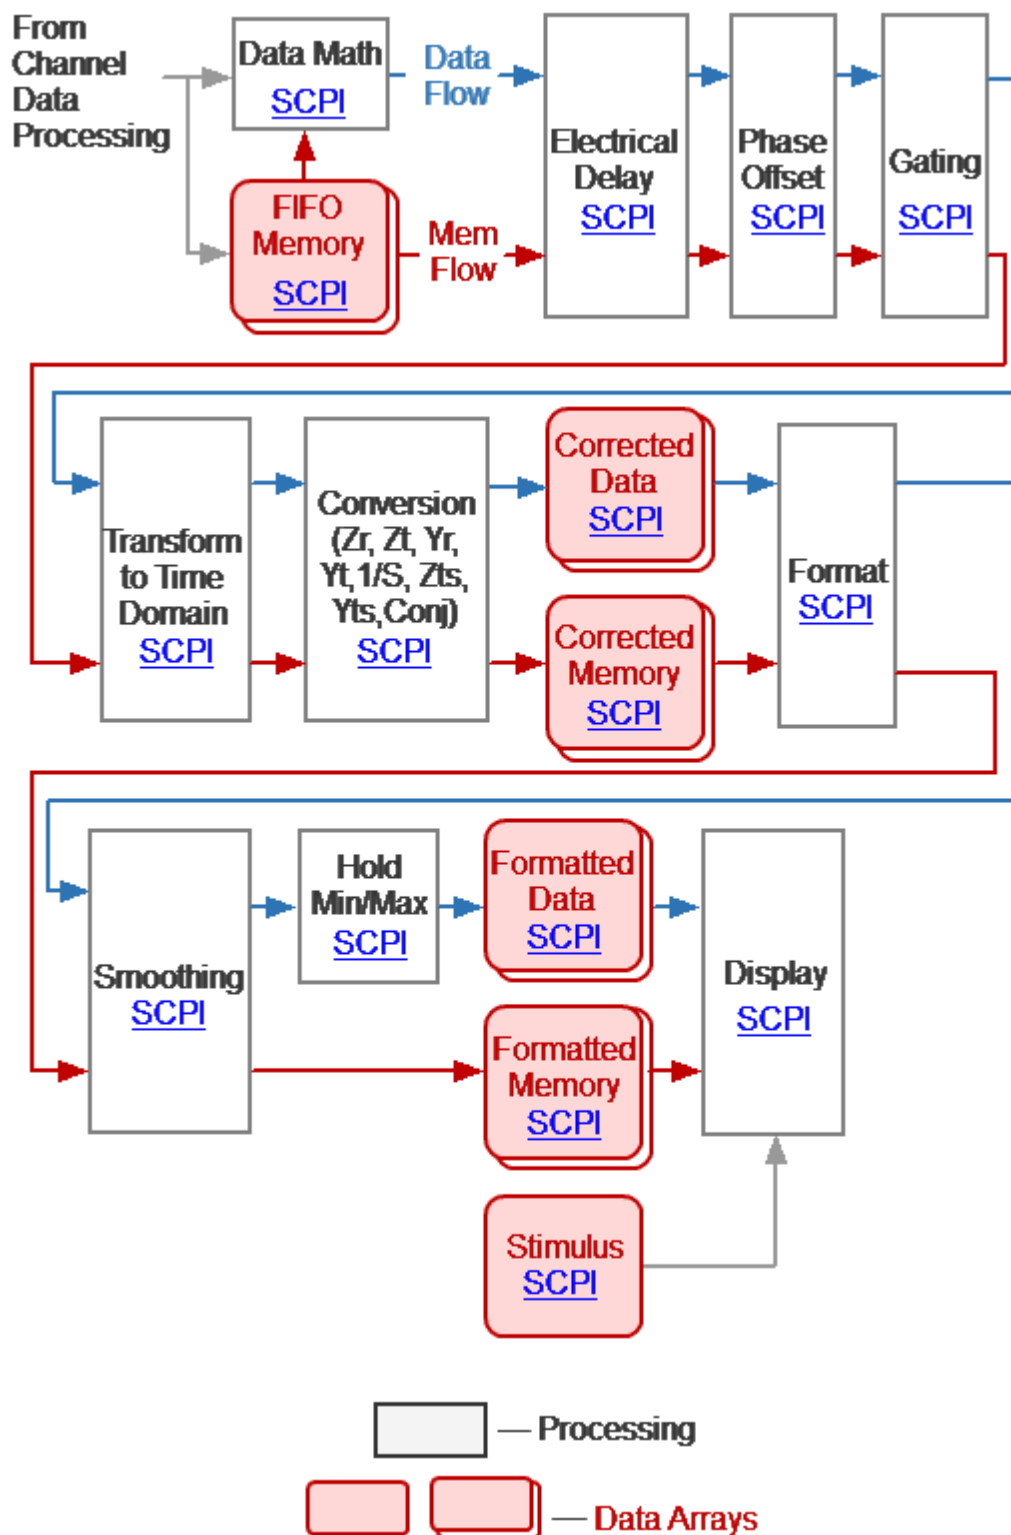 From
Channel
Data
Processing
Data Math
SCPI
Data
Flow
FIFO
Memory
SCPI
Mem
Flow
Electrical
Delay
SCPI
Phase
Offset
SCPI
Gating
SCPI
Transform
to Time
Domain
SCPI
Conversion
(Zr, Zt, Yr,
Yt,1/S, Zts,
Yts,Conj)
SCPI
Corrected
Data
SCPI
Corrected
Memory
SCPI
Format
SCPI
Smoothing
SCPI
Hold
Min/Max
SCPI
Formatted
Data
SCPI
Formatted
Memory
SCPI
Display
SCPI
Stimulus
SCPI
— Processing
— Data Arrays